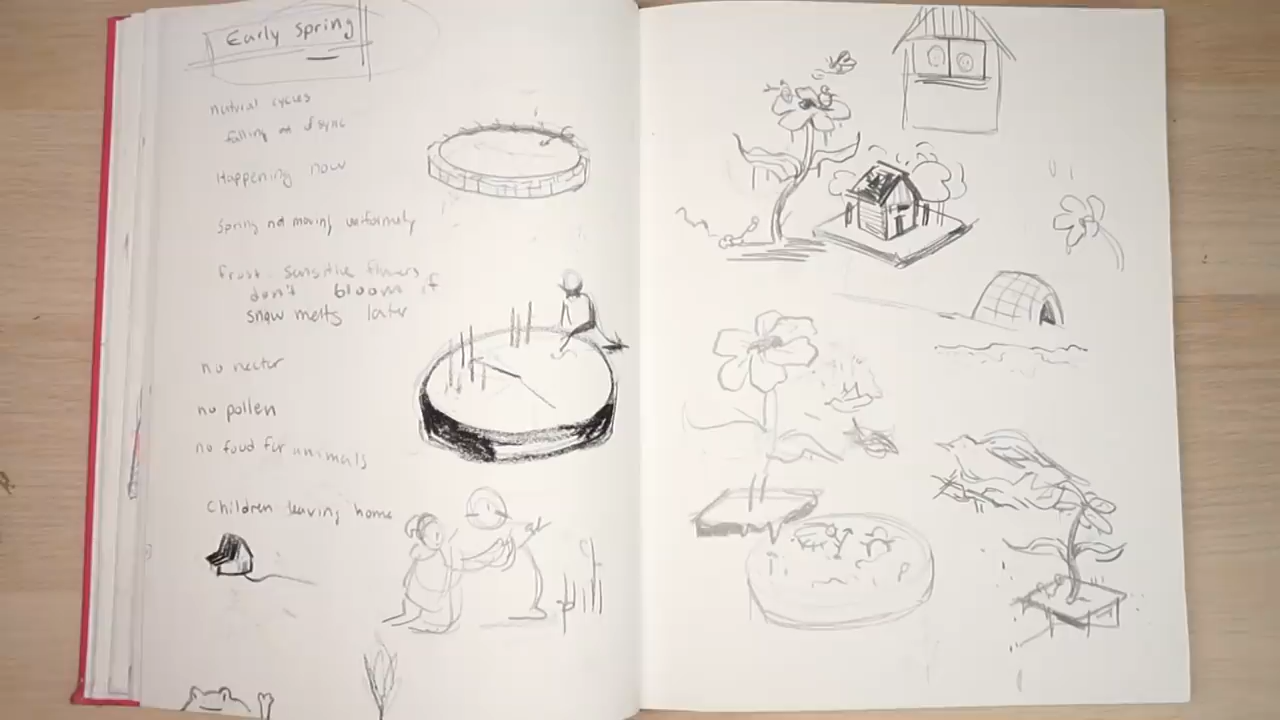 Early Spring
natural cycles
falling out of sync
Happening now
Spring not moving uniformely
frost sensitive flowers
don't bloom if
snow melts later
no nectar
no pollen
no food for animals
Children leaving home